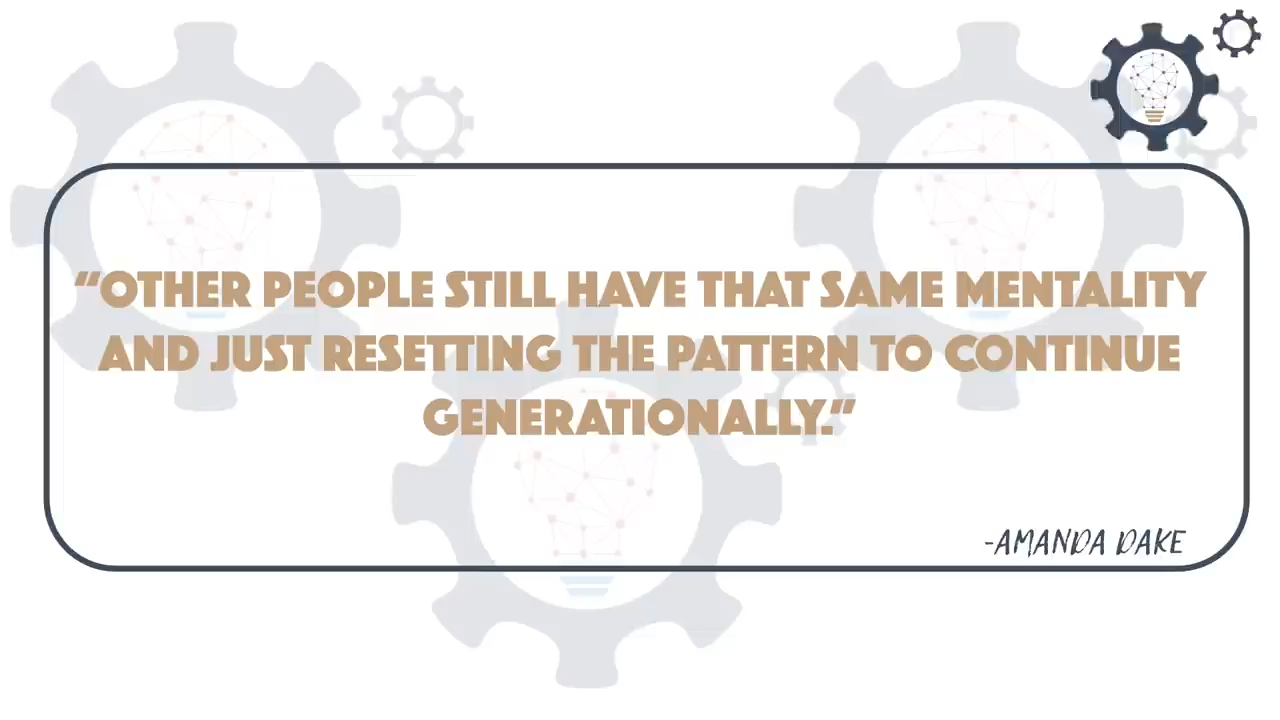 “OTHER PEOPLE STILL HAVE THAT SAME MENTALITY
AND JUST RESETTING THE PATTERN TO CONTINUE
GENERATIONALLY.”
-AMANDA DAKE